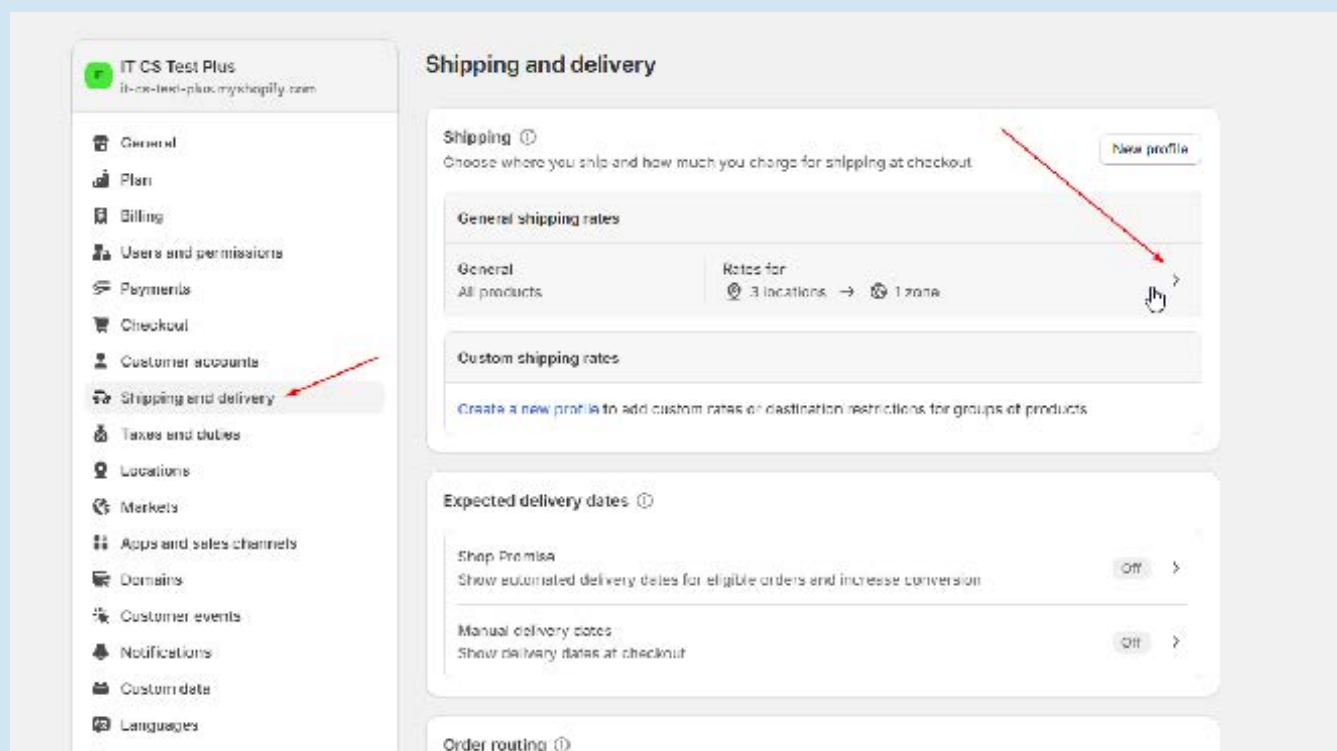 IT CS Test Plus
it-cs-test-plus.myshopify.com
General
Plan
Billing
Users and permissions
Payments
Checkout
Customer accounts
Shipping and delivery
Taxes and duties
Locations
Markets
Apps and sales channels
Domains
Customer events
Notifications
Custom data
Languages
Shipping and delivery
Shipping
Choose where you ship and how much you charge for shipping at checkout
New profile
General shipping rates
General
All products
Rates for
3 locations → 1 zone
Custom shipping rates
Create a new profile to add custom rates or destination restrictions for groups of products
Expected delivery dates
Shop Promise
Show automated delivery dates for eligible orders and increase conversion
Off
Manual delivery dates
Show delivery dates at checkout
Off
Order routing